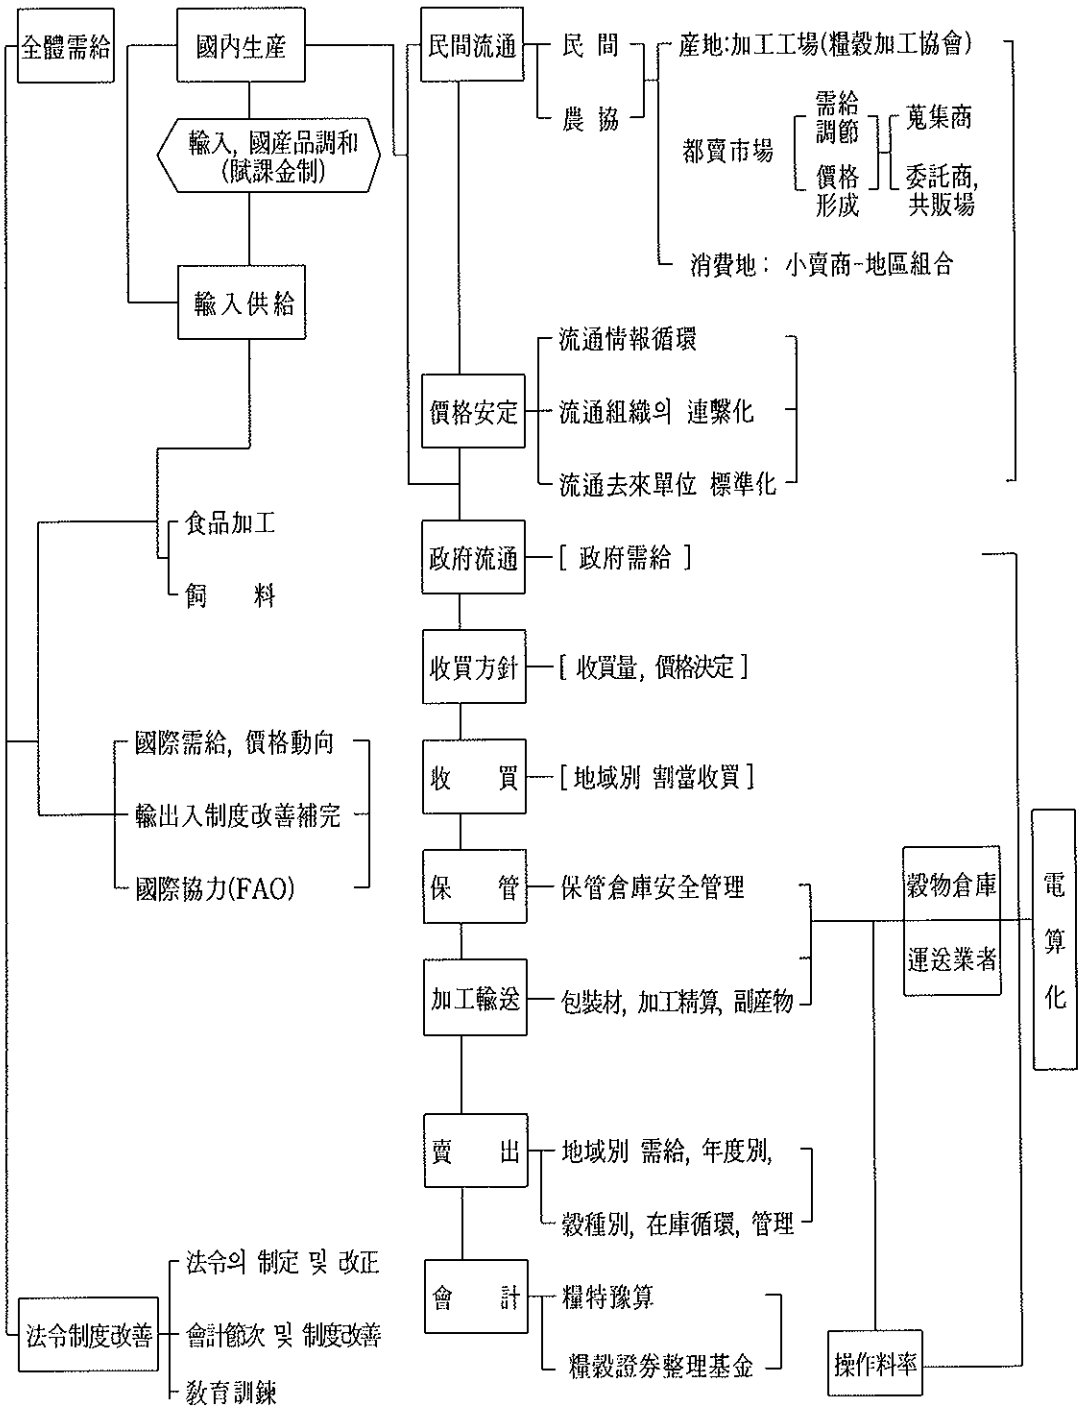 全體需給
國內生産
輸入, 國産品調和
(賦課金制)
輸入供給
食品加工
飼 料
國際需給, 價格動向
輸出入制度改善補完
國際協力(FAO)
法令制度改善
法令의 制定 및 改正
會計節次 및 制度改善
敎育訓鍊
民間流通
民 間
農 協
産地:加工工場(糧穀加工協會)
都賣市場
需給
調節
價格
形成
蒐集商
委託商,
共販場
消費地: 小賣商-地區組合
價格安定
流通情報循環
流通組織의 連繫化
流通去來單位 標準化
政府流通
[ 政府需給 ]
收買方針
[ 收買量, 價格決定 ]
收 買
[ 地域別 割當收買 ]
保 管
保管倉庫安全管理
加工輸送
包裝材, 加工精算, 副産物
賣 出
地域別 需給, 年度別,
穀種別, 在庫循環, 管理
會 計
糧特豫算
糧穀證券整理基金
穀物倉庫
運送業者
操作料率
電
算
化